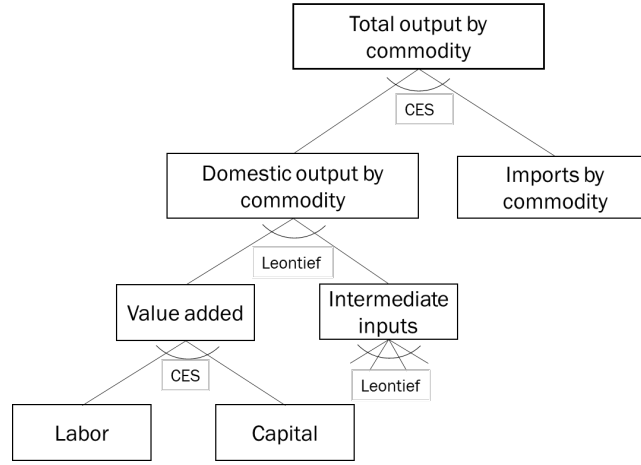 Total output by
commodity
CES
Domestic output by
commodity
Imports by
commodity
Leontief
Value added
Intermediate
inputs
CES
Leontief
Labor
Capital